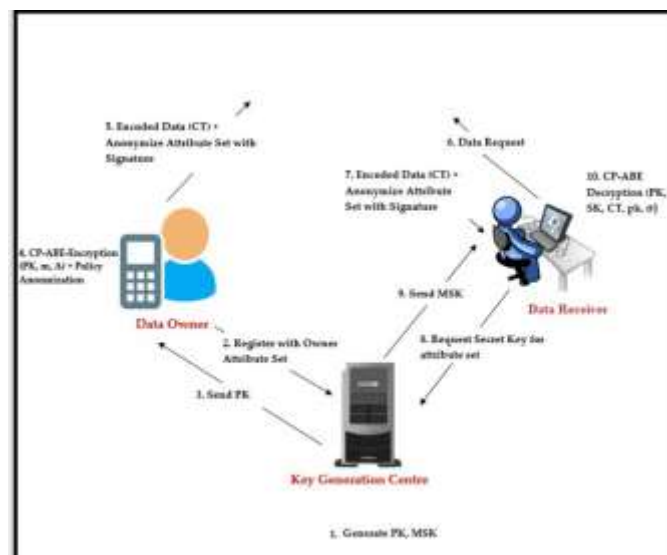 5. Encoded Data (CT) +
Anonymize Attribute Set with
Signature
6. Data Request
7. Encoded Data (CT) +
Anonymize Attribute
Set with Signature
10. CP-ABE
Decryption (PK,
SK, CT, pk, σ)
4. CP-ABE-Encryption
(PK, m, A) + Policy
Anonmization
9. Send MSK
Data Receiver
Data Owner
2. Register with Owner
Attribute Set
8. Request Secret Key for
attribute set
3. Send PK
Key Generation Centre
1. Generate PK, MSK